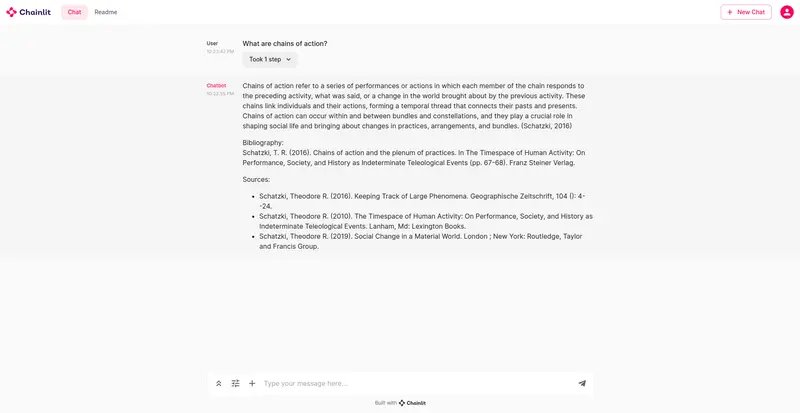 Chainlit Chat Readme + New Chat
User What are chains of action?
10:23:42 PM
Took 1 step
Chatbot Chains of action refer to a series of performances or actions in which each member of the chain responds to
the preceding activity, what was said, or a change in the world brought about by the previous activity. These
chains link individuals and their actions, forming a temporal thread that connects their pasts and presents.
Chains of action can occur within and between bundles and constellations, and they play a crucial role in
shaping social life and bringing about changes in practices, arrangements, and bundles. (Schatzki, 2016)
Bibliography:
Schatzki, T. R. (2016). Chains of action and the plenum of practices. In The Timespace of Human Activity: On
Performance, Society, and History as Indeterminate Teleological Events (pp. 67-68). Franz Steiner Verlag.
Sources:
• Schatzki, Theodore R. (2016). Keeping Track of Large Phenomena. Geographische Zeitschrift, 104 (): 4-
-24.
• Schatzki, Theodore R. (2010). The Timespace of Human Activity: On Performance, Society, and History as
Indeterminate Teleological Events. Lanham, Md: Lexington Books.
• Schatzki, Theodore R. (2019). Social Change in a Material World. London ; New York: Routledge, Taylor
and Francis Group.
Type your message here...
Built with Chainlit